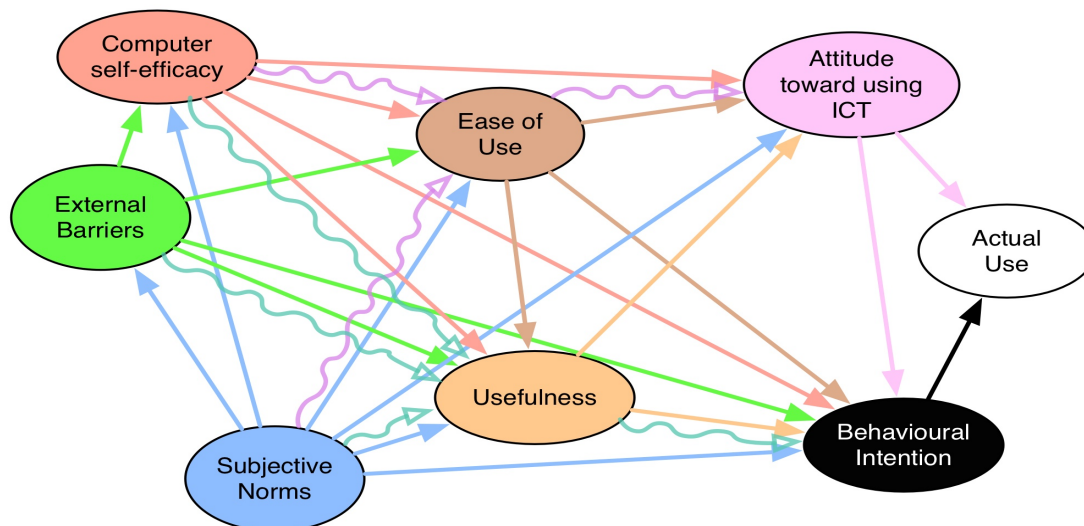 Computer
self-efficacy
Attitude
toward using
ICT
Ease of
Use
External
Barriers
Actual
Use
Usefulness
Behavioural
Intention
Subjective
Norms